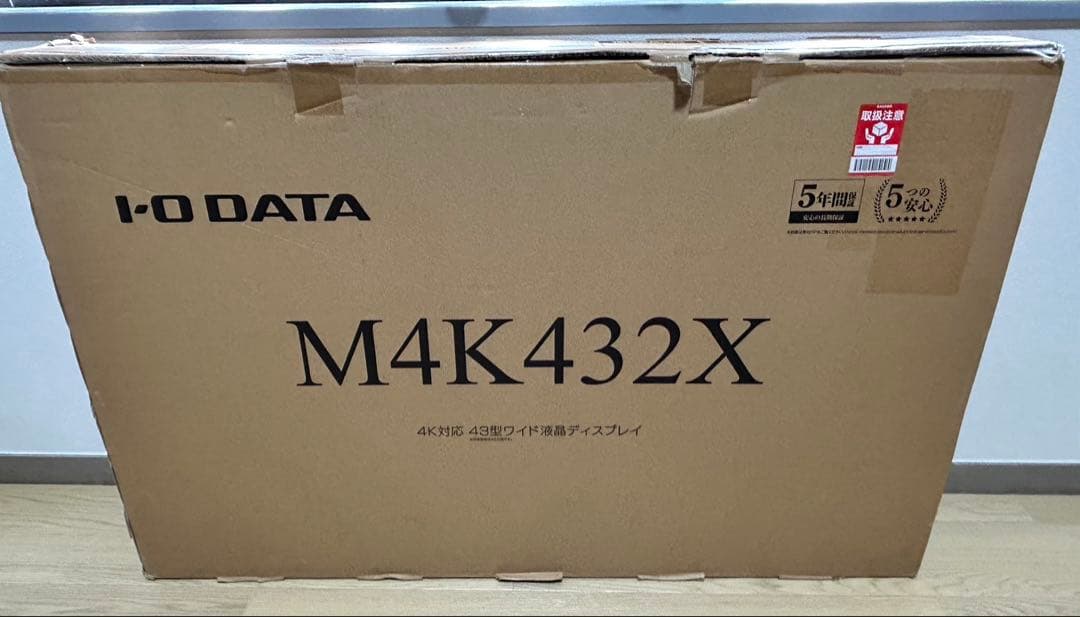 取扱注意
I-O DATA
5年間保証
安心の長期保証
5つの安心
★★★★★
M4K432X
4K対応 43型ワイド液晶ディスプレイ